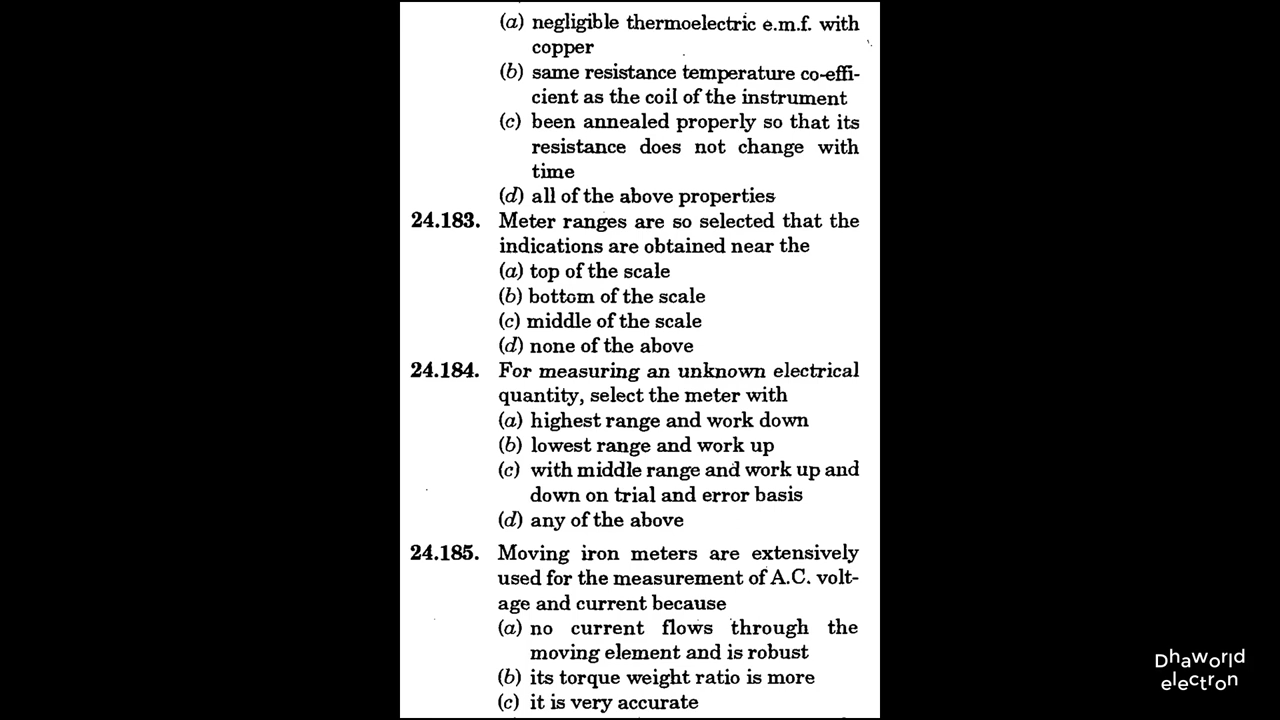 (a) negligible thermoelectric e.m.f. with
copper
(b) same resistance temperature co-effi-
cient as the coil of the instrument
(c) been annealed properly so that its
resistance does not change with
time
(d) all of the above properties
24.183. Meter ranges are so selected that the
indications are obtained near the
(a) top of the scale
(b) bottom of the scale
(c) middle of the scale
(d) none of the above
24.184. For measuring an unknown electrical
quantity, select the meter with
(a) highest range and work down
(b) lowest range and work up
(c) with middle range and work up and
down on trial and error basis
(d) any of the above
24.185. Moving iron meters are extensively
used for the measurement of A.C. volt-
age and current because
(a) no current flows through the
moving element and is robust
(b) its torque weight ratio is more
(c) it is very accurate
Dhaworld
electron